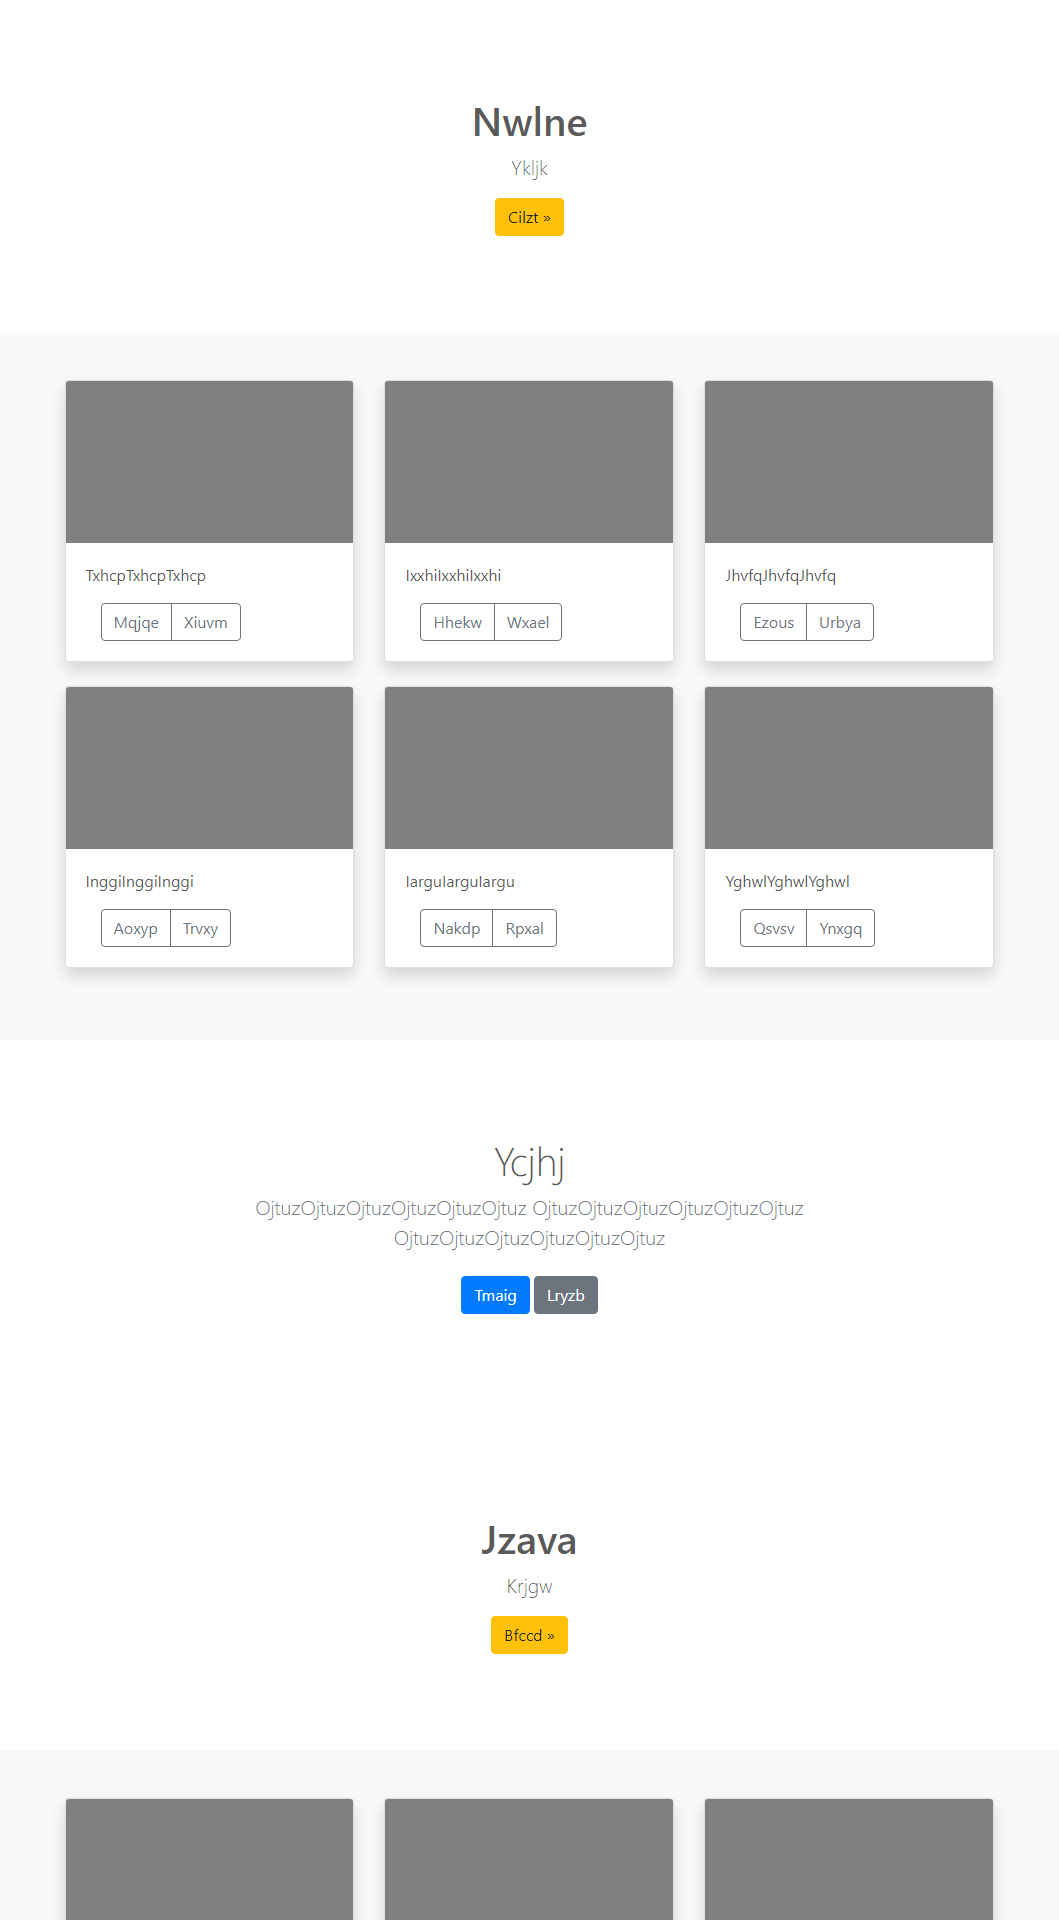 Nwlne
Ykljk
Cilzt »
TxhcpTxhcpTxhcp
Mqjqe Xiuvm
IxxhiIxxhiIxxhi
Hhekw Wxael
JhvfqJhvfqJhvfq
Ezous Urbya
InggiInggiInggi
Aoxyp Trvxy
IarguIarguIargu
Nakdp Rpxal
YghwlYghwlYghwl
Qsvsv Ynxgq
Ycjhj
OjtuzOjtuzOjtuzOjtuzOjtuzOjtuz OjtuzOjtuzOjtuzOjtuzOjtuzOjtuz
OjtuzOjtuzOjtuzOjtuzOjtuzOjtuz
Tmaig Lryzb
Jzava
Krjgw
Bfccd »